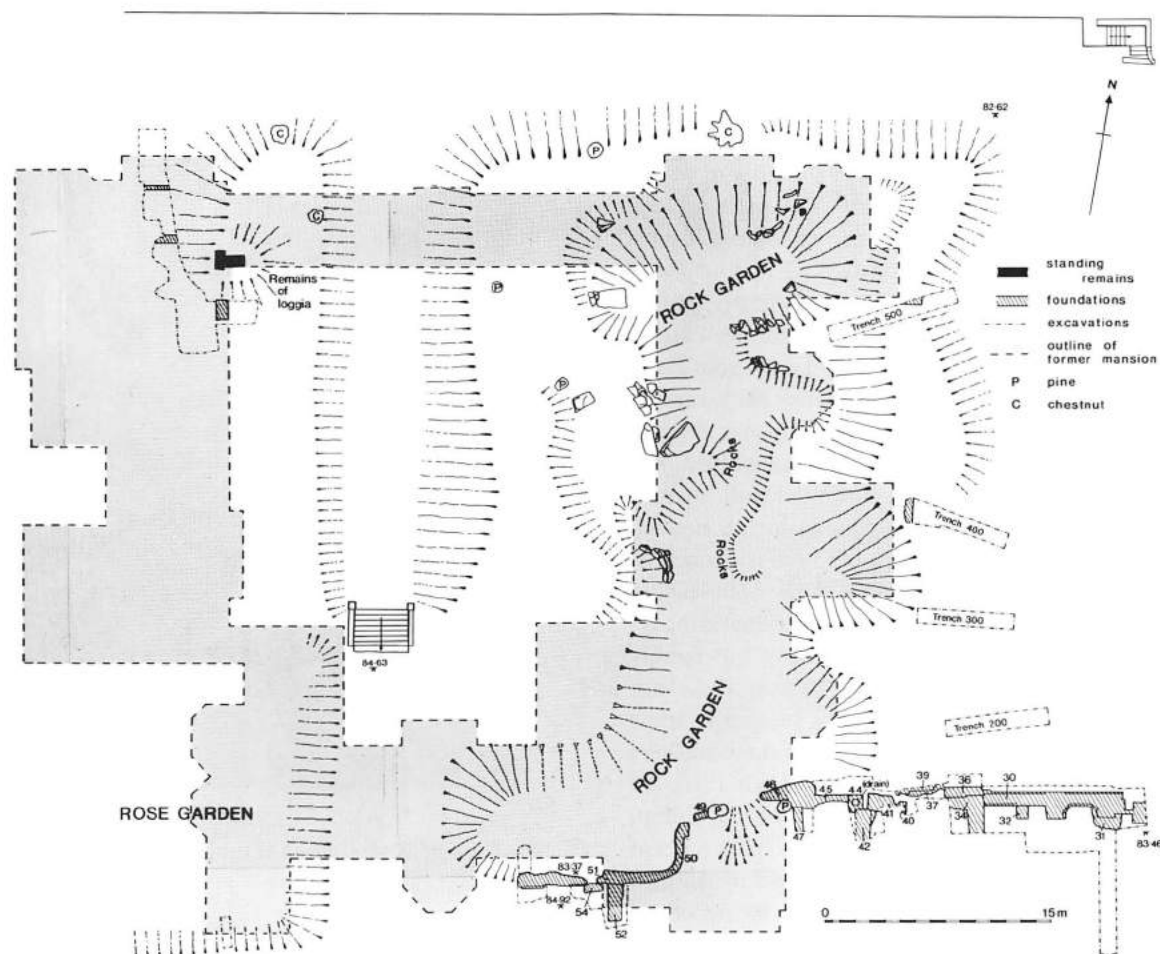 N
82·62
C
P
C
C
P
Remains
of
loggia
ROCK GARDEN
Trench 500
standing
remains
foundations
excavations
outline of
former mansion
P pine
C chestnut
P
Rocks
Rocks
Trench 400
Trench 300
84·63
Trench 200
ROCK GARDEN
ROSE GARDEN
48
45
44
(drain)
39
36
30
49
P
P
47
42
41
40
37
34
32
31
83·46
50
83·37
51
84·92
54
52
0 15m